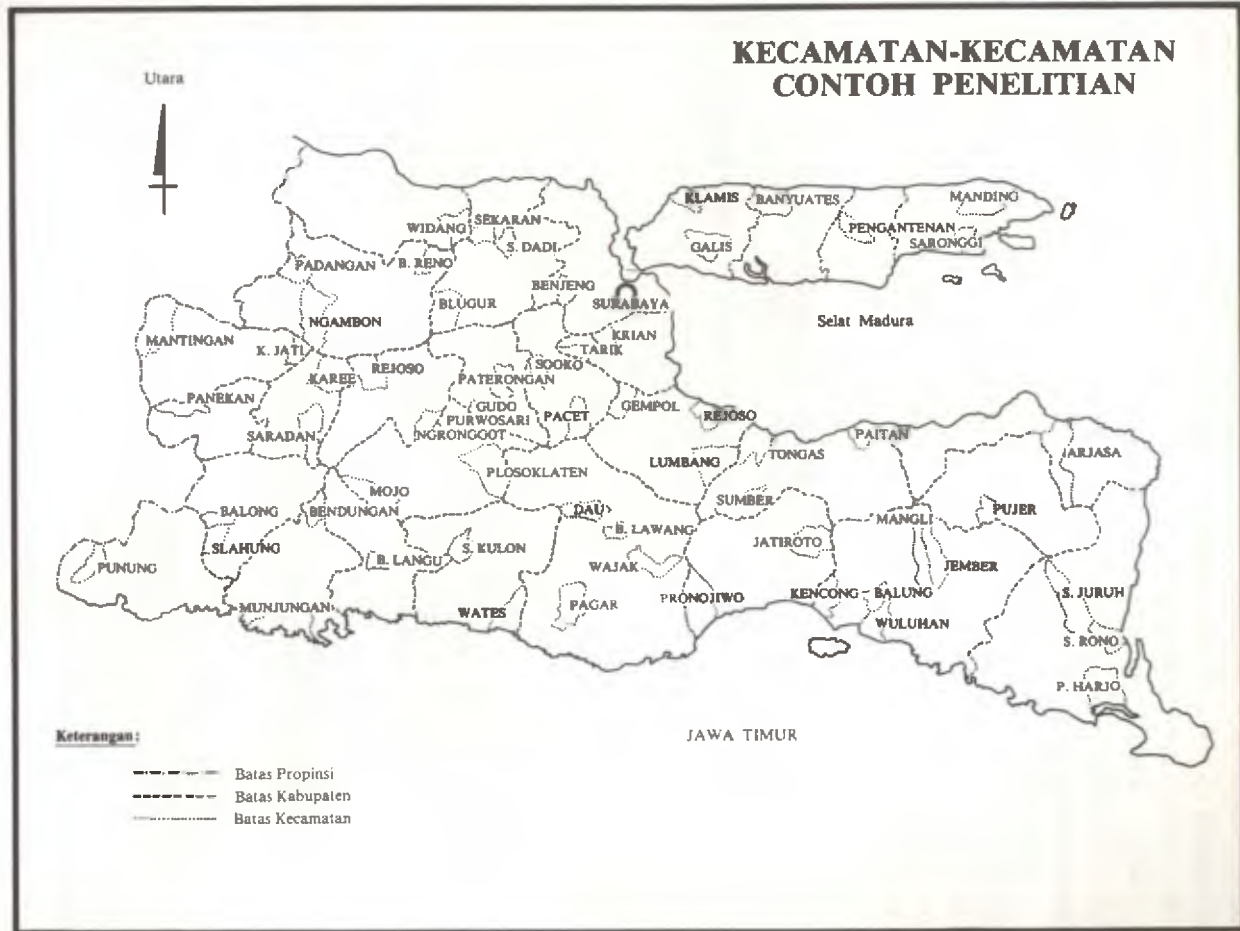 KECAMATAN-KECAMATAN
CONTOH PENELITIAN
Utara
KLAMIS
BANYUATES
MANDING
WIDANG
SEKARAN
S. DADI
PENGANTENAN
GALIS
SARONGGI
PADANGAN
B. RENO
BENJENG
BLUGUR
SURABAYA
NGAMBON
Selat Madura
KRIAN
MANTINGAN
K. JATI
TARIK
SOOKO
KAREE
REJOSO
PATERONGAN
PANEKAN
GUDO
PURWOSARI
PACET
GEMPOL
REJOSO
SARADAN
NGRONGGOT
PAITAN
TONGAS
ARJASA
LUMBANG
PLOSOKLATEN
MOJO
SUMBER
BALONG
BENDUNGAN
DAU
B. LAWANG
MANGLI
PUJER
SLAHUNG
S. KULON
JATIROTO
PUNUNG
B. LANGU
WAJAK
JEMBER
MUNJUNGAN
WATES
PAGAR
PRONOJIWO
KENCONG
BALUNG
S. JURUH
WULUHAN
S. RONO
P. HARJO
JAWA TIMUR
Keterangan:
Batas Propinsi
Batas Kabupaten
Batas Kecamatan